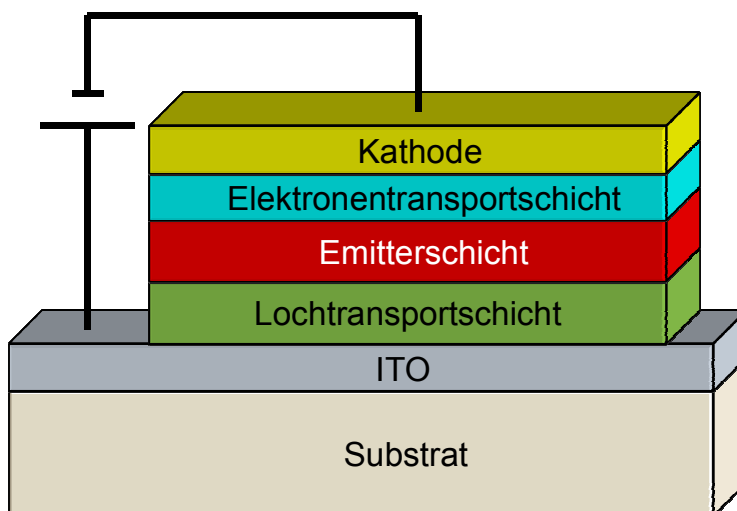 Kathode
Elektronentransportschicht
Emitterschicht
Lochtransportschicht
ITO
Substrat